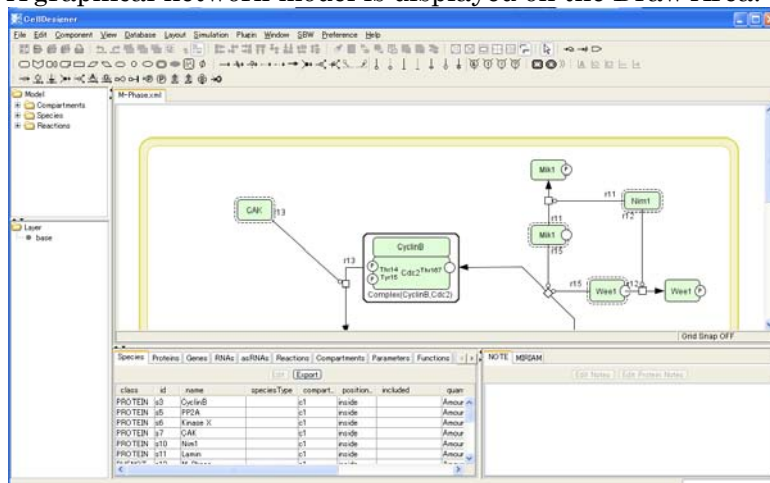 A graphical network model is displayed on the Draw Area.
CellDesigner
File Edit Component View Database Layout Simulation Plugin Window SBW Preference Help
Model
Compartments
Species
Reactions
M-Phase.xml
Layer
base
Mik1 P
r11
Nim1
r12
CAK
r13
r11
Mik1
r15
CyclinB
r13
P Thr14 Cdc2 Thr167
P Tyr15
Complex(CyclinB,Cdc2)
r15
Wee1
r12
Wee1 P
Grid Snap OFF
Species Proteins Genes RNAs asRNAs Reactions Compartments Parameters Functions
NOTE MIRIAM
Edit Export
Edit Notes Edit Protein Notes
class id name speciesType compart... position... included quan
PROTEIN s3 CyclinB c1 inside Amour
PROTEIN s5 PP2A c1 inside Amour
PROTEIN s6 Kinase X c1 inside Amour
PROTEIN s7 CAK c1 inside Amour
PROTEIN s10 Nim1 c1 inside Amour
PROTEIN s11 Lamin c1 inside Amour